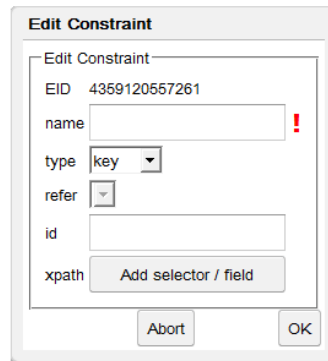 Edit Constraint
Edit Constraint
EID 4359120557261
name !
type key
refer
id
xpath Add selector / field
Abort OK